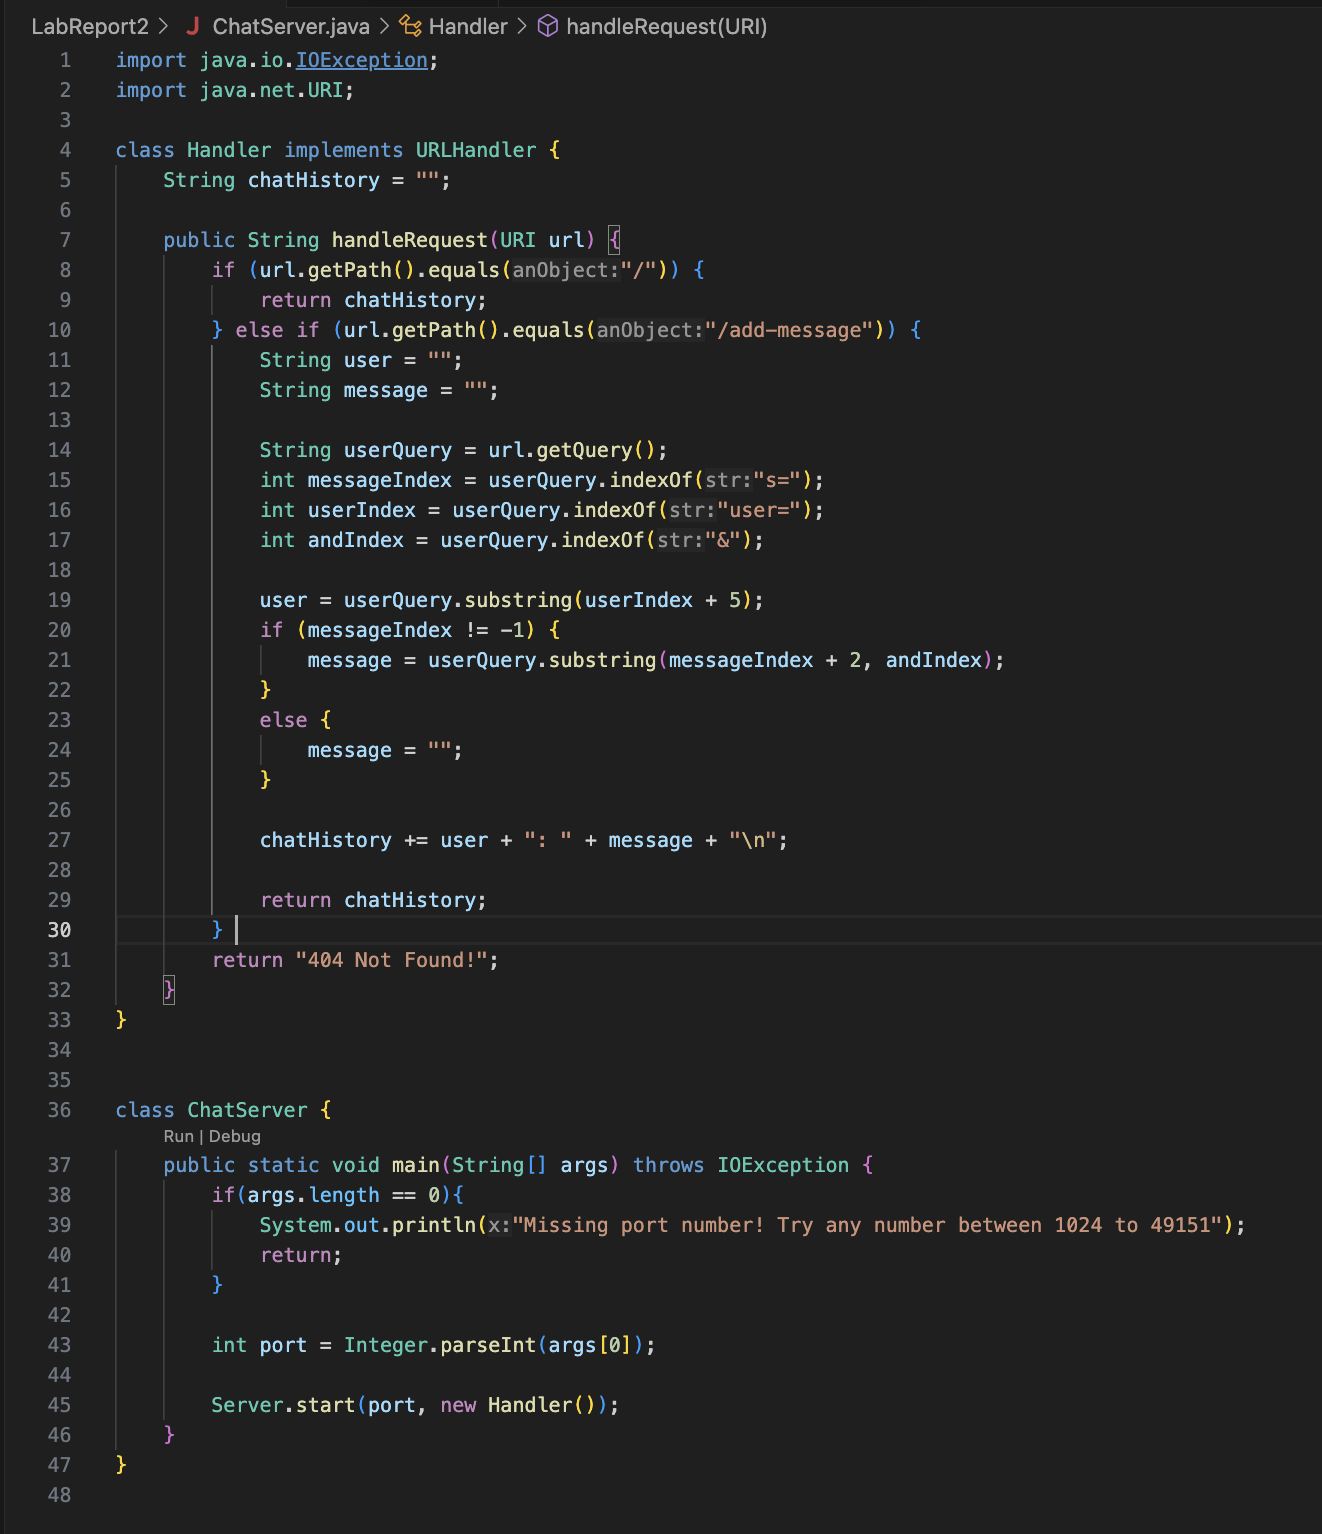 LabReport2 > J ChatServer.java > Handler > handleRequest(URI)
1 import java.io.IOException;
2 import java.net.URI;
3
4 class Handler implements URLHandler {
5     String chatHistory = "";
6
7     public String handleRequest(URI url) {
8         if (url.getPath().equals(anObject:"/")) {
9             return chatHistory;
10         } else if (url.getPath().equals(anObject:"/add-message")) {
11             String user = "";
12             String message = "";
13
14             String userQuery = url.getQuery();
15             int messageIndex = userQuery.indexOf(str:"s=");
16             int userIndex = userQuery.indexOf(str:"user=");
17             int andIndex = userQuery.indexOf(str:"&");
18
19             user = userQuery.substring(userIndex + 5);
20             if (messageIndex != -1) {
21                 message = userQuery.substring(messageIndex + 2, andIndex);
22             }
23             else {
24                 message = "";
25             }
26
27             chatHistory += user + ": " + message + "\n";
28
29             return chatHistory;
30         }
31         return "404 Not Found!";
32     }
33 }
34
35
36 class ChatServer {
Run | Debug
37     public static void main(String[] args) throws IOException {
38         if(args.length == 0){
39             System.out.println(x:"Missing port number! Try any number between 1024 to 49151");
40             return;
41         }
42
43         int port = Integer.parseInt(args[0]);
44
45         Server.start(port, new Handler());
46     }
47 }
48